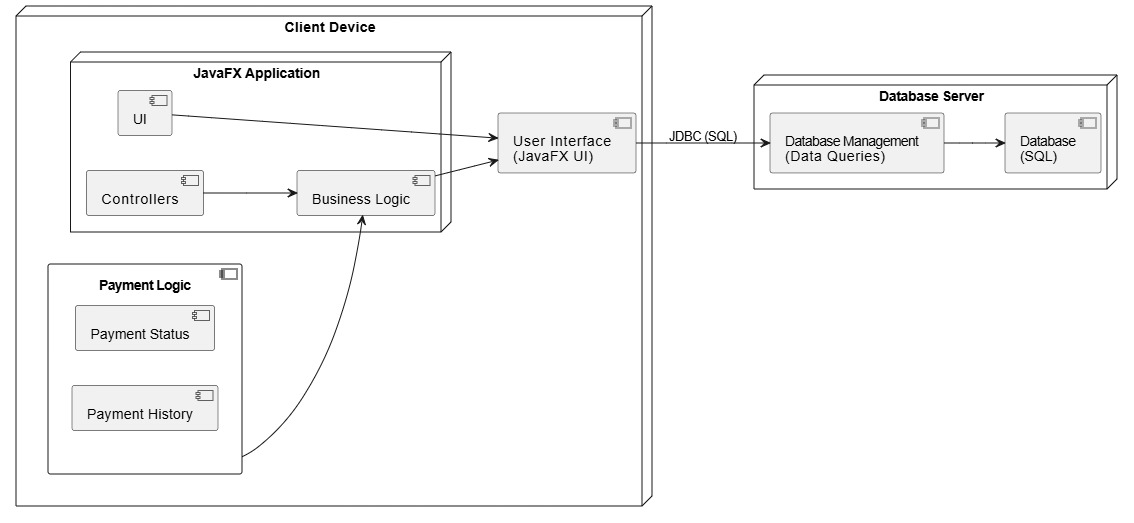 Client Device
JavaFX Application
UI
Controllers
Business Logic
User Interface
(JavaFX UI)
Payment Logic
Payment Status
Payment History
JDBC (SQL)
Database Server
Database Management
(Data Queries)
Database
(SQL)